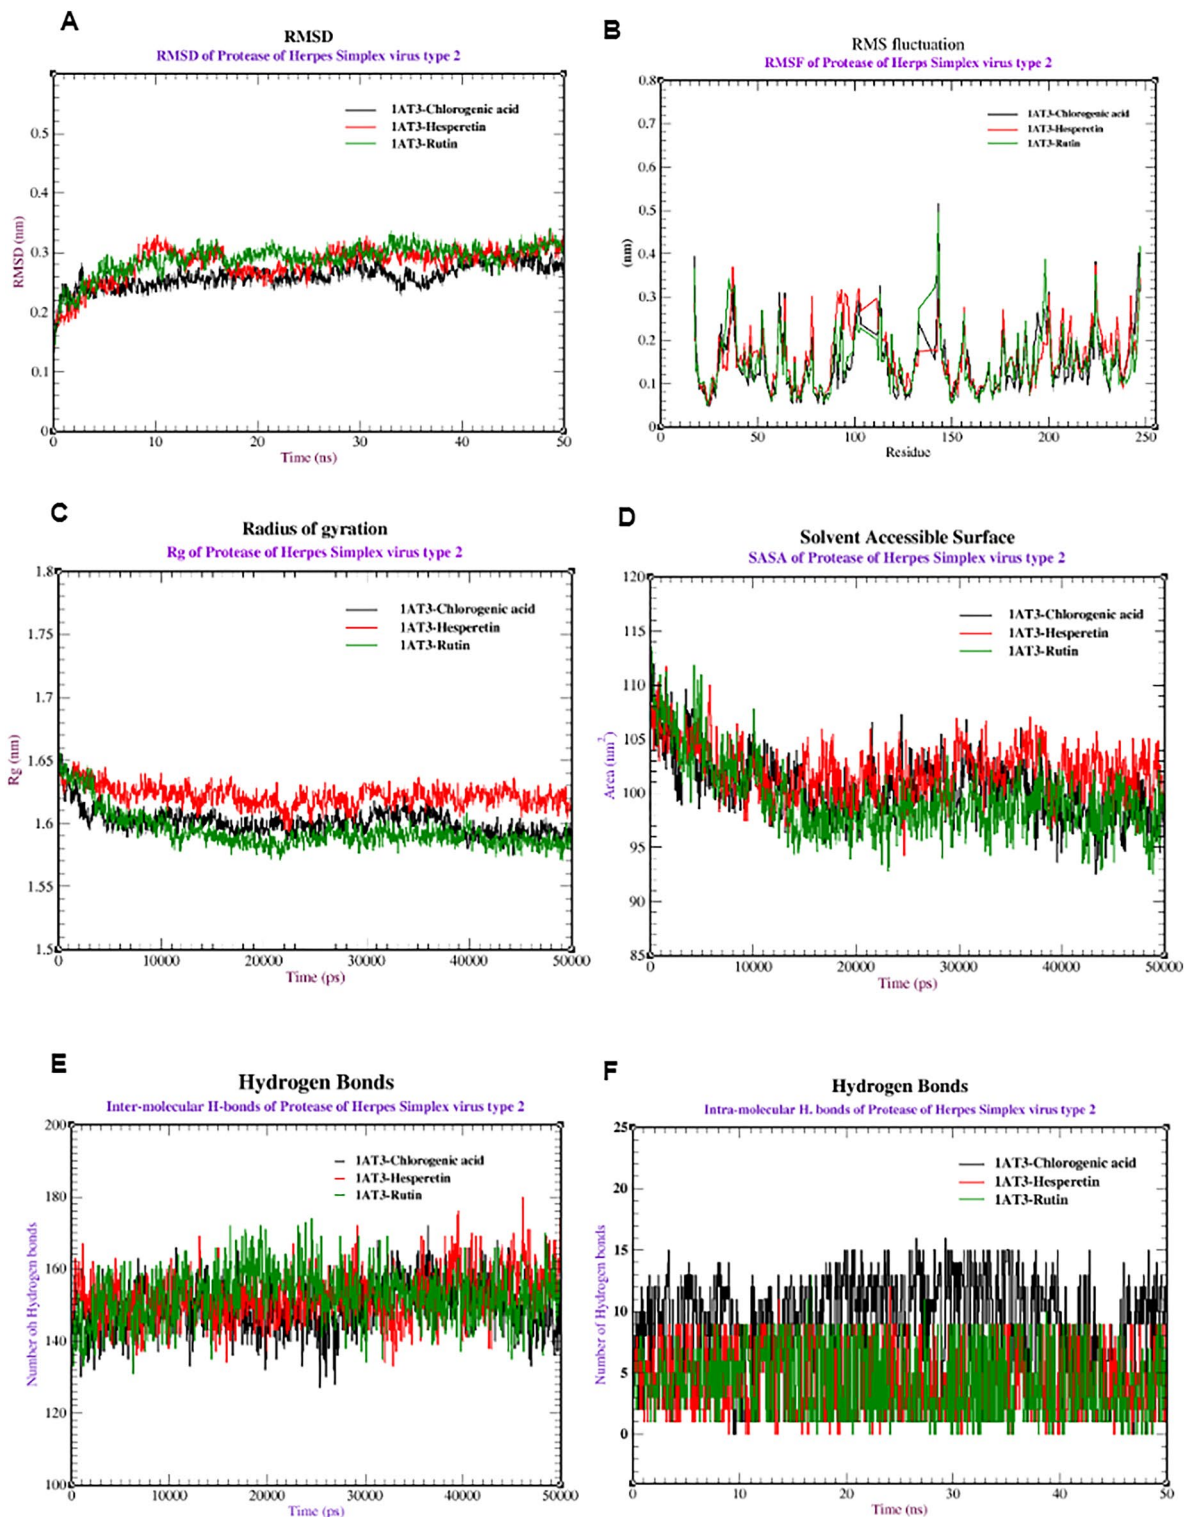 A
RMSD
RMSD of Protease of Herpes Simplex virus type 2
1AT3-Chlorogenic acid
1AT3-Hesperetin
1AT3-Rutin
RMSD (nm)
0.5
0.4
0.3
0.2
0.1
0
0 10 20 30 40 50
Time (ns)
B
RMS fluctuation
RMSF of Protease of Herps Simplex virus type 2
1AT3-Chlorogenic acid
1AT3-Hesperetin
1AT3-Rutin
(nm)
0.8
0.7
0.6
0.5
0.4
0.3
0.2
0.1
0
0 50 100 150 200 250
Residue
C
Radius of gyration
Rg of Protease of Herpes Simplex virus type 2
1AT3-Chlorogenic acid
1AT3-Hesperetin
1AT3-Rutin
Rg (nm)
1.8
1.75
1.7
1.65
1.6
1.55
1.5
0 10000 20000 30000 40000 50000
Time (ps)
D
Solvent Accessible Surface
SASA of Protease of Herpes Simplex virus type 2
1AT3-Chlorogenic acid
1AT3-Hesperetin
1AT3-Rutin
Area (nm²)
120
115
110
105
100
95
90
85
0 10000 20000 30000 40000 50000
Time (ps)
E
Hydrogen Bonds
Inter-molecular H-bonds of Protease of Herpes Simplex virus type 2
1AT3-Chlorogenic acid
1AT3-Hesperetin
1AT3-Rutin
Number oh Hydrogen bonds
200
180
160
140
120
100
0 10000 20000 30000 40000 50000
Time (ps)
F
Hydrogen Bonds
Intra-molecular H. bonds of Protease of Herpes Simplex virus type 2
1AT3-Chlorogenic acid
1AT3-Hesperetin
1AT3-Rutin
Number of Hydrogen bonds
25
20
15
10
5
0
0 10 20 30 40 50
Time (ns)